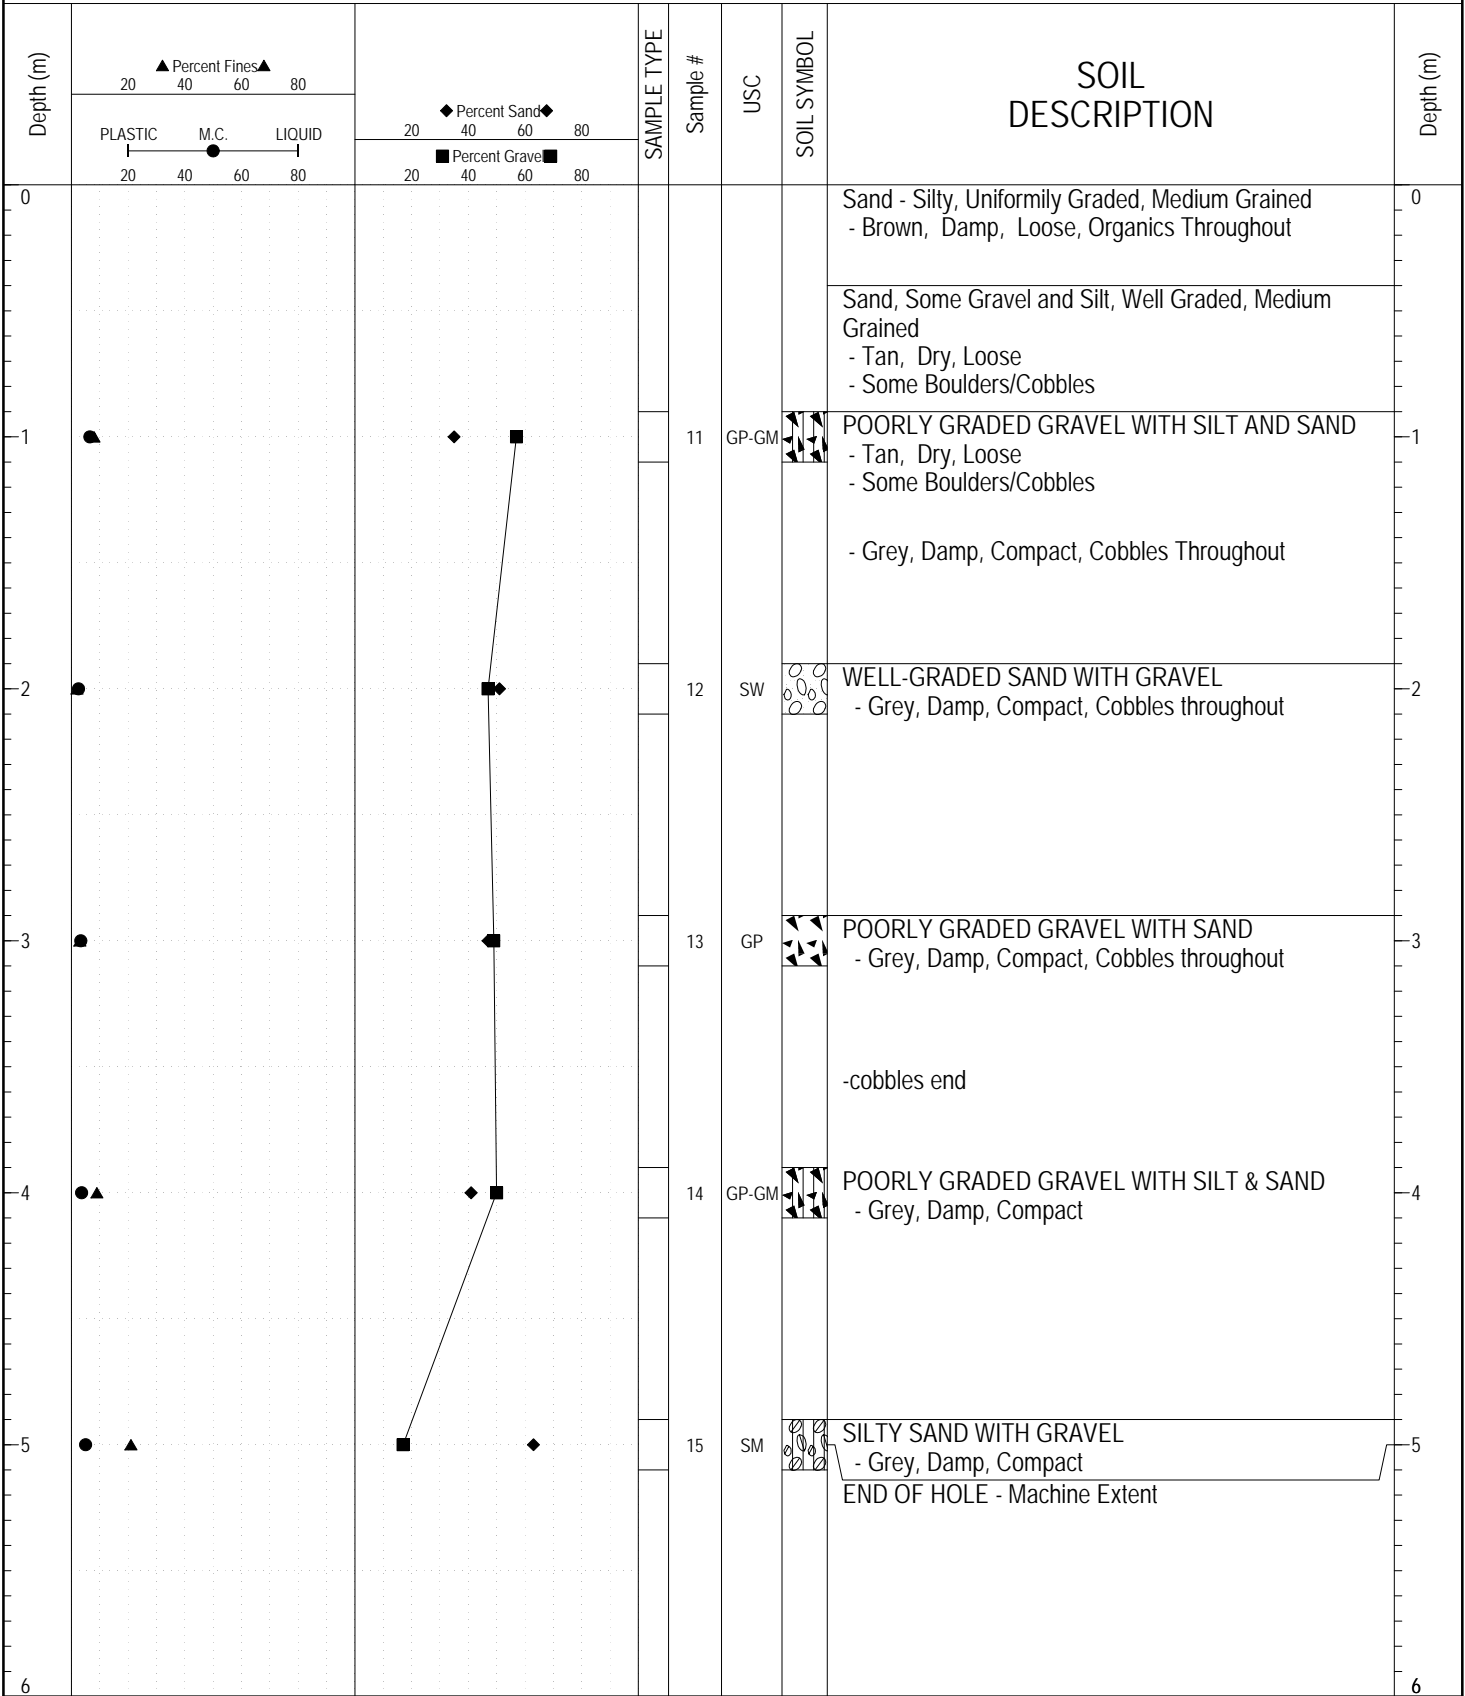 Depth (m)
▲ Percent Fines▲
20 40 60 80
PLASTIC M.C. LIQUID
20 40 60 80
◆ Percent Sand◆
20 40 60 80
■ Percent Gravel■
20 40 60 80
SAMPLE TYPE
Sample #
USC
SOIL SYMBOL
SOIL
DESCRIPTION
Depth (m)
0 0
Sand - Silty, Uniformily Graded, Medium Grained
- Brown, Damp, Loose, Organics Throughout
Sand, Some Gravel and Silt, Well Graded, Medium
Grained
- Tan, Dry, Loose
- Some Boulders/Cobbles
POORLY GRADED GRAVEL WITH SILT AND SAND
1 11 GP-GM 1
- Tan, Dry, Loose
- Some Boulders/Cobbles
- Grey, Damp, Compact, Cobbles Throughout
WELL-GRADED SAND WITH GRAVEL
2 12 SW 2
- Grey, Damp, Compact, Cobbles throughout
POORLY GRADED GRAVEL WITH SAND
3 13 GP 3
- Grey, Damp, Compact, Cobbles throughout
-cobbles end
POORLY GRADED GRAVEL WITH SILT & SAND
4 14 GP-GM 4
- Grey, Damp, Compact
SILTY SAND WITH GRAVEL
5 15 SM 5
- Grey, Damp, Compact
END OF HOLE - Machine Extent
6 6